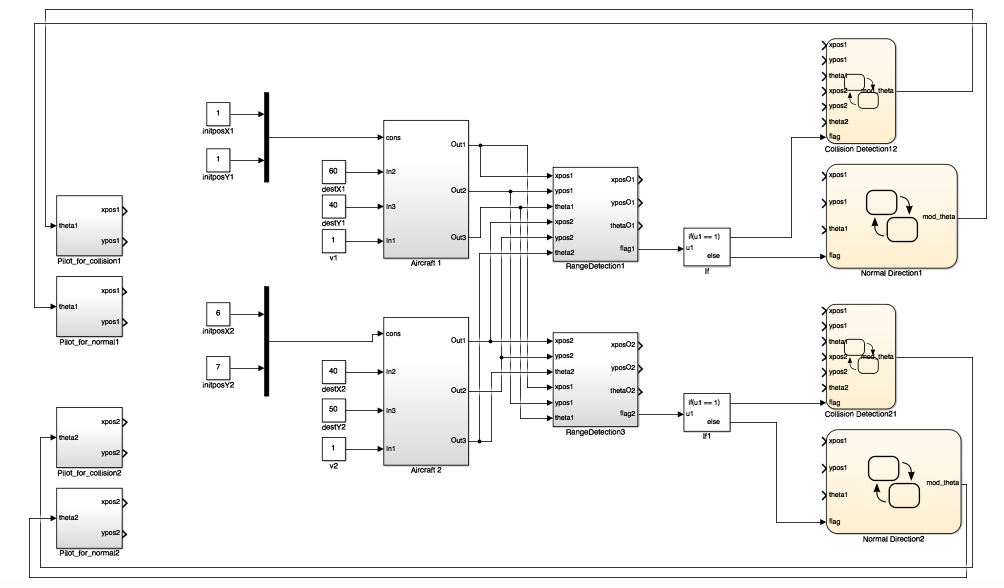 theta1
xpos1
ypos1
Pilot_for_collision1
theta1
xpos1
ypos1
Pilot_for_normal1
theta2
xpos2
ypos2
Pilot_for_collision2
theta2
xpos2
ypos2
Pilot_for_normal2
1
initposX1
1
initposY1
6
initposX2
7
initposY2
60
destX1
40
destY1
1
v1
40
destX2
50
destY2
1
v2
cons
In2
In3
In1
Out1
Out2
Out3
Aircraft 1
cons
In2
In3
In1
Out1
Out2
Out3
Aircraft 2
xpos1
ypos1
theta1
xpos2
ypos2
theta2
xposO1
yposO1
thetaO1
flag1
RangeDetection1
xpos2
ypos2
theta2
xpos1
ypos1
theta1
xposO2
yposO2
thetaO2
flag2
RangeDetection3
u1
if(u1 == 1)
else
If
u1
if(u1 == 1)
else
If1
xpos1
ypos1
theta1
xpos2
ypos2
theta2
flag
mod_theta
Collision Detection12
xpos1
ypos1
theta1
flag
mod_theta
Normal Direction1
xpos1
ypos1
theta1
xpos2
ypos2
theta2
flag
mod_theta
Collision Detection21
xpos1
ypos1
theta1
flag
mod_theta
Normal Direction2